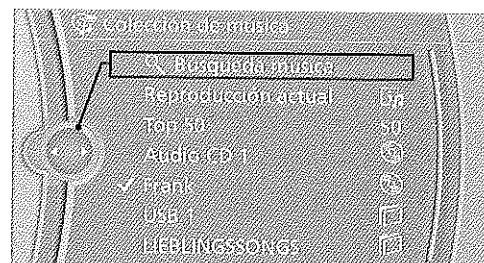 Colección de música
Búsqueda música
Reproducción actual
Top 50 50
Audio CD 1
Frank
USB 1
LIEBLINGSSONGS